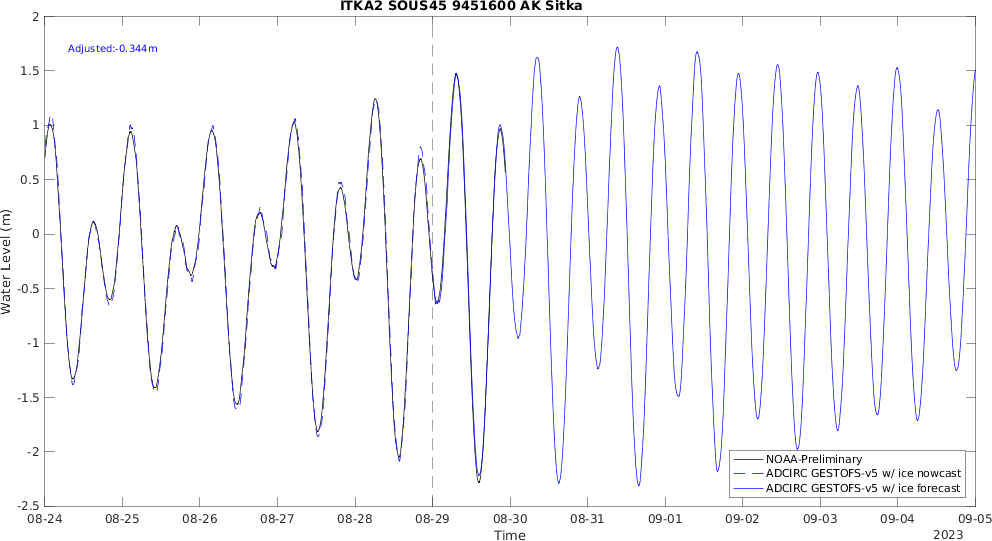 ITKA2 SOUS45 9451600 AK Sitka
Adjusted:-0.344m
2
1.5
1
0.5
0
-0.5
-1
-1.5
-2
-2.5
Water Level (m)
NOAA-Preliminary
ADCIRC GESTOFS-v5 w/ ice nowcast
ADCIRC GESTOFS-v5 w/ ice forecast
08-24 08-25 08-26 08-27 08-28 08-29 08-30 08-31 09-01 09-02 09-03 09-04 09-05
Time
2023